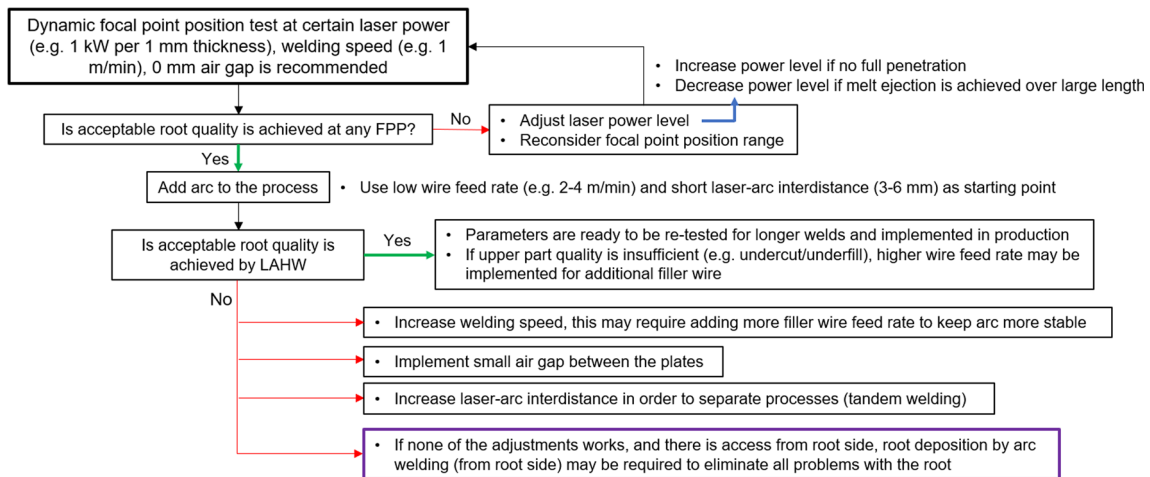 Dynamic focal point position test at certain laser power
(e.g. 1 kW per 1 mm thickness), welding speed (e.g. 1
m/min), 0 mm air gap is recommended
• Increase power level if no full penetration
• Decrease power level if melt ejection is achieved over large length
Is acceptable root quality is achieved at any FPP?
No
• Adjust laser power level
• Reconsider focal point position range
Yes
Add arc to the process
• Use low wire feed rate (e.g. 2-4 m/min) and short laser-arc interdistance (3-6 mm) as starting point
Is acceptable root quality is
achieved by LAHW
Yes
• Parameters are ready to be re-tested for longer welds and implemented in production
• If upper part quality is insufficient (e.g. undercut/underfill), higher wire feed rate may be
implemented for additional filler wire
No
• Increase welding speed, this may require adding more filler wire feed rate to keep arc more stable
• Implement small air gap between the plates
• Increase laser-arc interdistance in order to separate processes (tandem welding)
• If none of the adjustments works, and there is access from root side, root deposition by arc
welding (from root side) may be required to eliminate all problems with the root